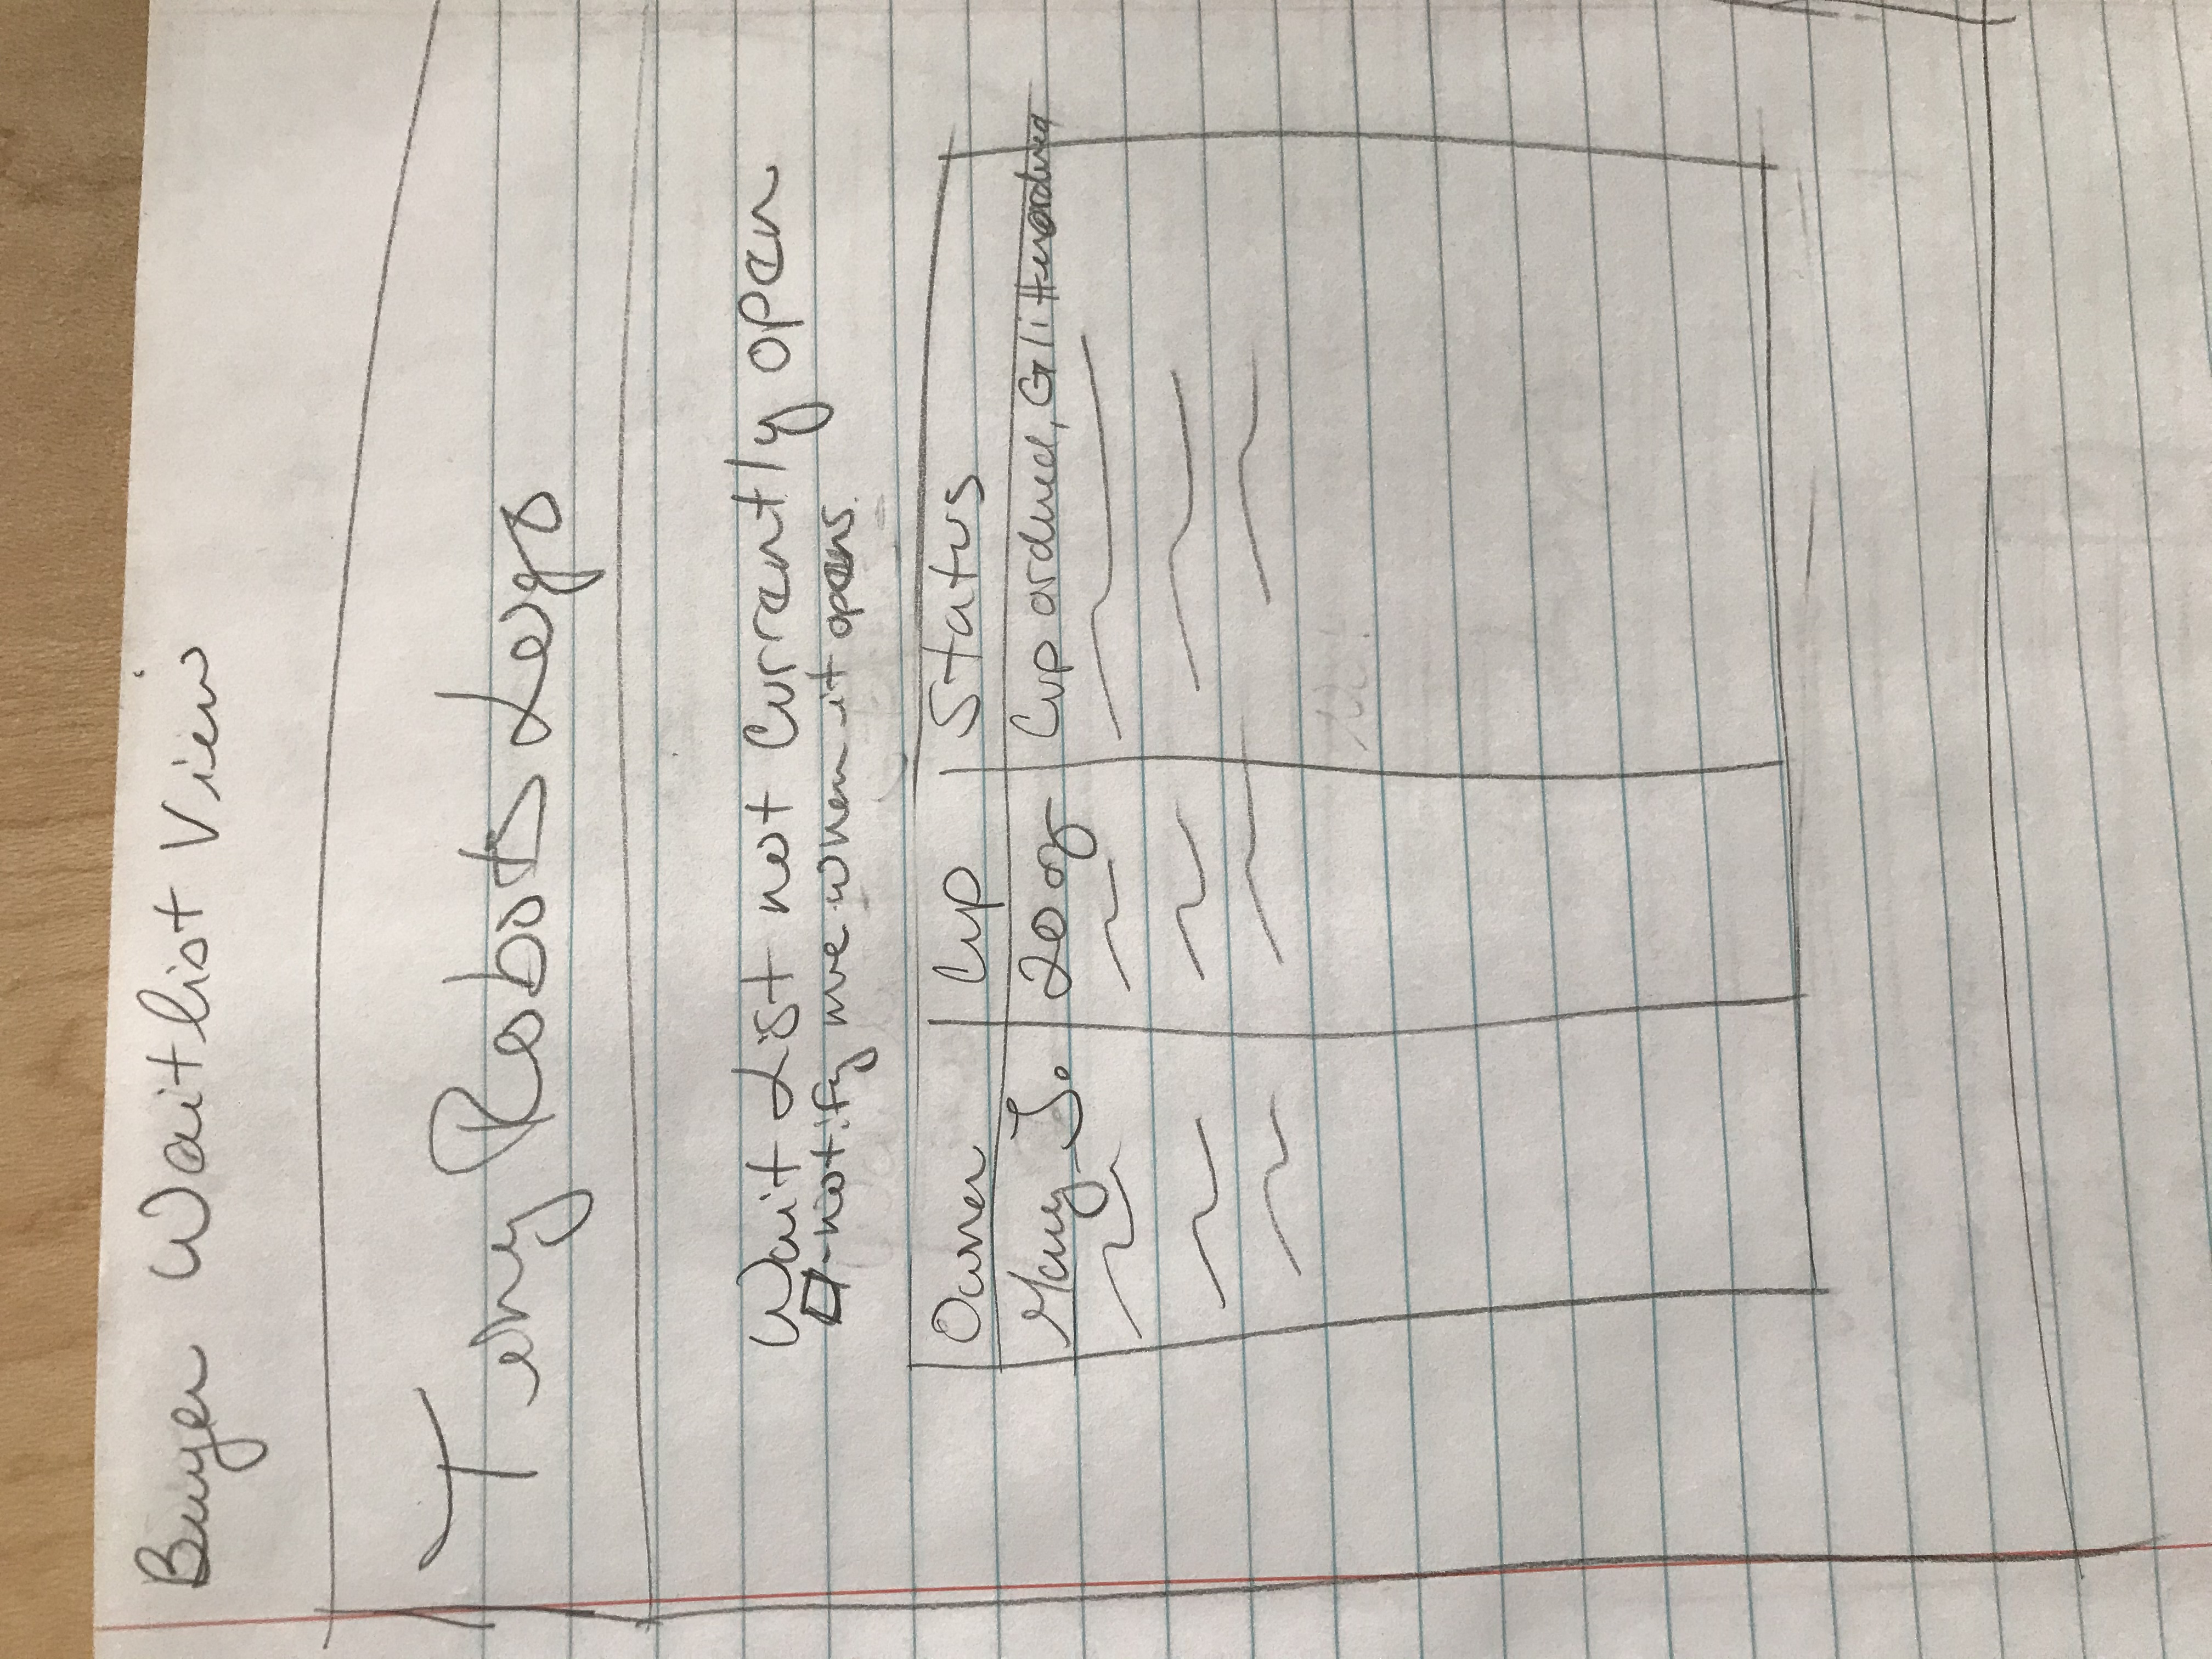 Buyer Waitlist View
Tiny Robots Logo
Wait List not currently open
- notify me when it opens.
Owner Cup Status
Mary J. 20 oz Cup ordered, Glitter ordered